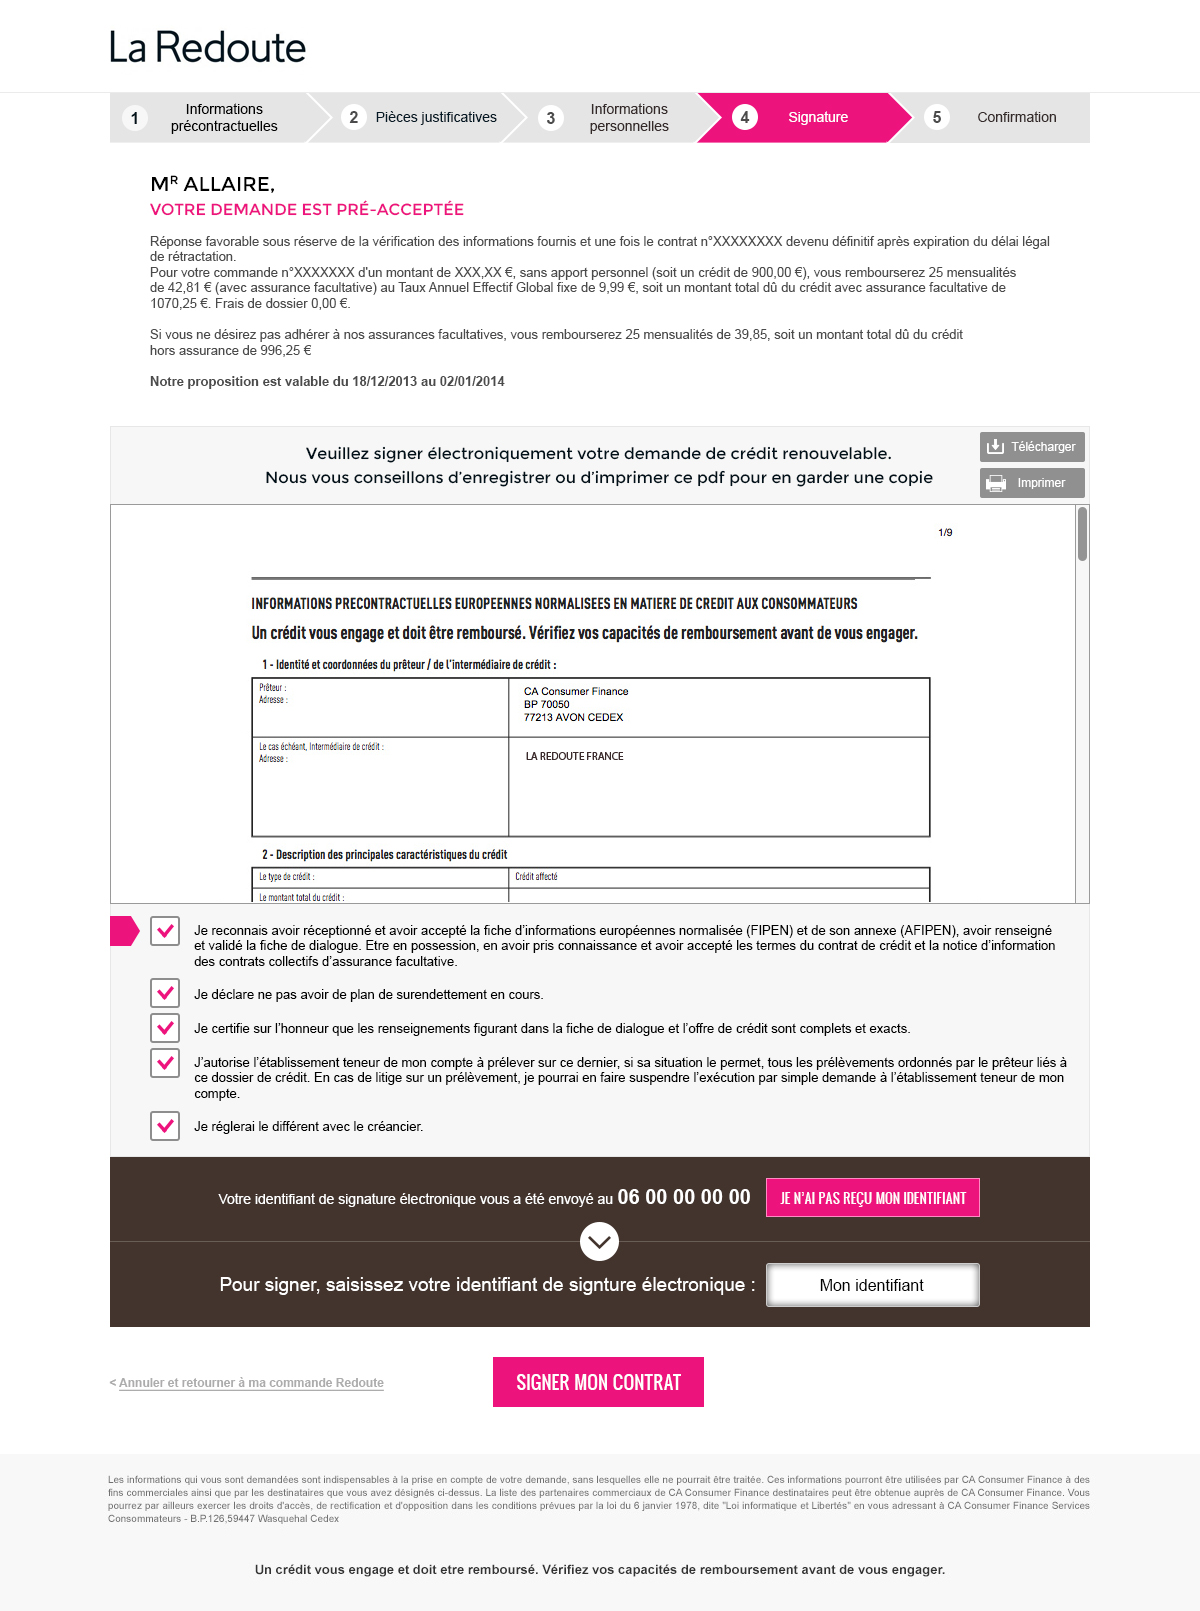 La Redoute
1 Informations précontractuelles
2 Pièces justificatives
3 Informations personnelles
4 Signature
5 Confirmation
MR ALLAIRE,
VOTRE DEMANDE EST PRÉ-ACCEPTÉE
Réponse favorable sous réserve de la vérification des informations fournis et une fois le contrat n°XXXXXXXX devenu définitif après expiration du délai légal
de rétractation.
Pour votre commande n°XXXXXXX d'un montant de XXX,XX €, sans apport personnel (soit un crédit de 900,00 €), vous rembourserez 25 mensualités
de 42,81 € (avec assurance facultative) au Taux Annuel Effectif Global fixe de 9,99 €, soit un montant total dû du crédit avec assurance facultative de
1070,25 €. Frais de dossier 0,00 €.
Si vous ne désirez pas adhérer à nos assurances facultatives, vous rembourserez 25 mensualités de 39,85, soit un montant total dû du crédit
hors assurance de 996,25 €
Notre proposition est valable du 18/12/2013 au 02/01/2014
Veuillez signer électroniquement votre demande de crédit renouvelable.
Nous vous conseillons d’enregistrer ou d’imprimer ce pdf pour en garder une copie
Télécharger
Imprimer
1/9
INFORMATIONS PRECONTRACTUELLES EUROPEENNES NORMALISEES EN MATIERE DE CREDIT AUX CONSOMMATEURS
Un crédit vous engage et doit être remboursé. Vérifiez vos capacités de remboursement avant de vous engager.
1 - Identité et coordonnées du prêteur / de l'intermédiaire de crédit :
Prêteur :
Adresse :
CA Consumer Finance
BP 70050
77213 AVON CEDEX
Le cas échéant, Intermédiaire de crédit :
Adresse :
LA REDOUTE FRANCE
2 - Description des principales caractéristiques du crédit
Le type de crédit : Crédit affecté
Le montant total du crédit :
Je reconnais avoir réceptionné et avoir accepté la fiche d’informations européennes normalisée (FIPEN) et de son annexe (AFIPEN), avoir renseigné
et validé la fiche de dialogue. Etre en possession, en avoir pris connaissance et avoir accepté les termes du contrat de crédit et la notice d’information
des contrats collectifs d’assurance facultative.
Je déclare ne pas avoir de plan de surendettement en cours.
Je certifie sur l’honneur que les renseignements figurant dans la fiche de dialogue et l’offre de crédit sont complets et exacts.
J’autorise l’établissement teneur de mon compte à prélever sur ce dernier, si sa situation le permet, tous les prélèvements ordonnés par le prêteur liés à
ce dossier de crédit. En cas de litige sur un prélèvement, je pourrai en faire suspendre l’exécution par simple demande à l’établissement teneur de mon
compte.
Je réglerai le différent avec le créancier.
Votre identifiant de signature électronique vous a été envoyé au 06 00 00 00 00
JE N’AI PAS REÇU MON IDENTIFIANT
Pour signer, saisissez votre identifiant de signture électronique :
Mon identifiant
< Annuler et retourner à ma commande Redoute
SIGNER MON CONTRAT
Les informations qui vous sont demandées sont indispensables à la prise en compte de votre demande, sans lesquelles elle ne pourrait être traitée. Ces informations pourront être utilisées par CA Consumer Finance à des
fins commerciales ainsi que par les destinataires que vous avez désignés ci-dessus. La liste des partenaires commerciaux de CA Consumer Finance destinataires peut être obtenue auprès de CA Consumer Finance. Vous
pourrez par ailleurs exercer les droits d'accès, de rectification et d'opposition dans les conditions prévues par la loi du 6 janvier 1978, dite "Loi informatique et Libertés" en vous adressant à CA Consumer Finance Services
Consommateurs - B.P.126,59447 Wasquehal Cedex
Un crédit vous engage et doit etre remboursé. Vérifiez vos capacités de remboursement avant de vous engager.